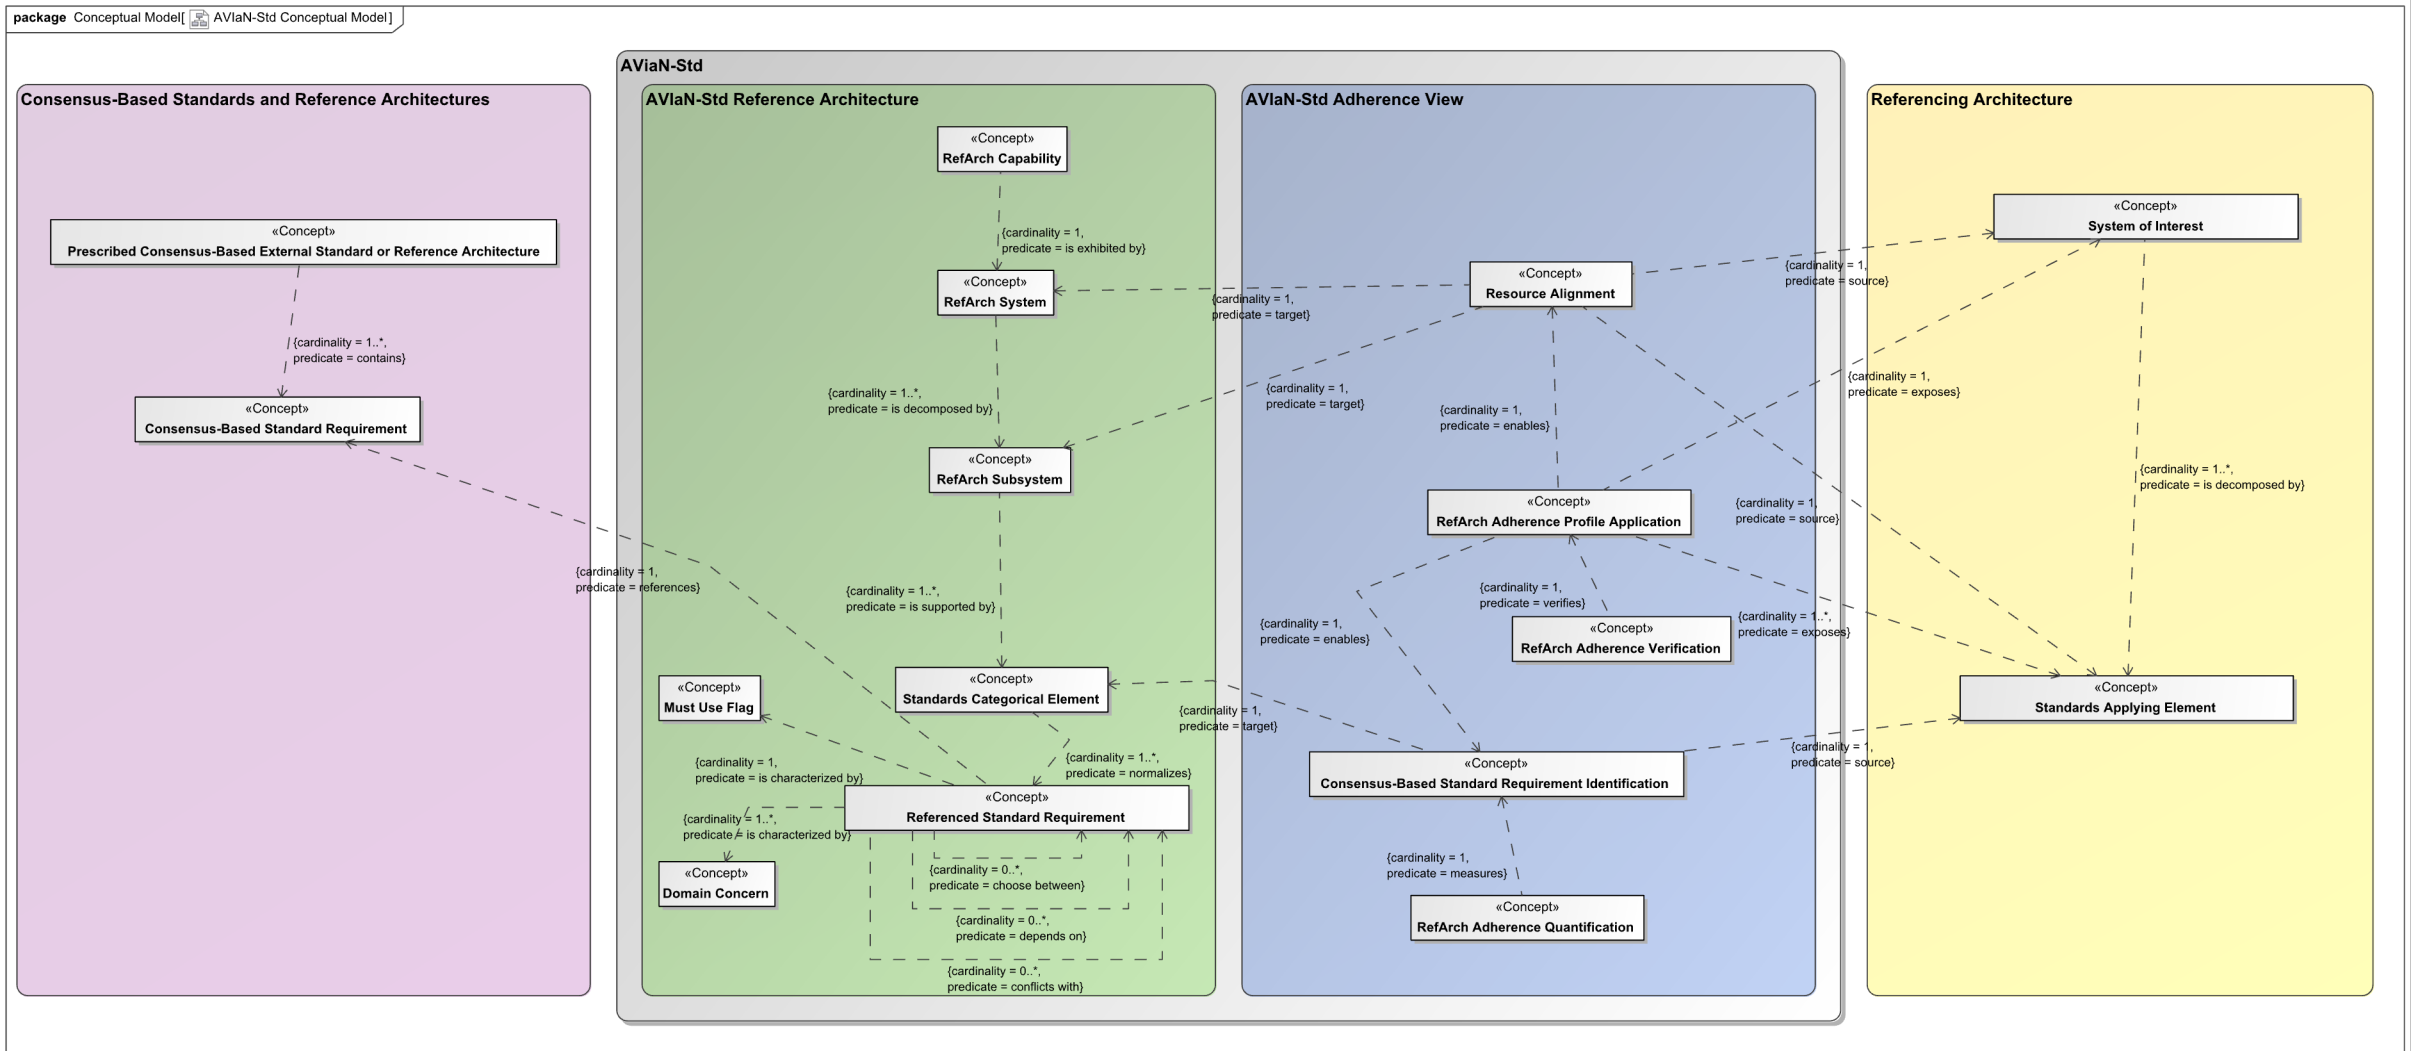 package Conceptual Model[ AVIaN-Std Conceptual Model ]
AViaN-Std
Consensus-Based Standards and Reference Architectures
«Concept»
Prescribed Consensus-Based External Standard or Reference Architecture
{cardinality = 1..*,
predicate = contains}
«Concept»
Consensus-Based Standard Requirement
{cardinality = 1,
predicate = references}
AVIaN-Std Reference Architecture
«Concept»
RefArch Capability
{cardinality = 1,
predicate = is exhibited by}
«Concept»
RefArch System
{cardinality = 1..*,
predicate = is decomposed by}
«Concept»
RefArch Subsystem
{cardinality = 1..*,
predicate = is supported by}
«Concept»
Standards Categorical Element
«Concept»
Must Use Flag
{cardinality = 1..*,
predicate = normalizes}
{cardinality = 1,
predicate = is characterized by}
«Concept»
Referenced Standard Requirement
{cardinality = 1..*,
predicate = is characterized by}
«Concept»
Domain Concern
{cardinality = 0..*,
predicate = choose between}
{cardinality = 0..*,
predicate = depends on}
{cardinality = 0..*,
predicate = conflicts with}
AVIaN-Std Adherence View
«Concept»
Resource Alignment
{cardinality = 1,
predicate = target}
{cardinality = 1,
predicate = target}
{cardinality = 1,
predicate = enables}
«Concept»
RefArch Adherence Profile Application
{cardinality = 1,
predicate = verifies}
{cardinality = 1,
predicate = enables}
«Concept»
RefArch Adherence Verification
{cardinality = 1,
predicate = target}
«Concept»
Consensus-Based Standard Requirement Identification
{cardinality = 1,
predicate = measures}
«Concept»
RefArch Adherence Quantification
Referencing Architecture
«Concept»
System of Interest
{cardinality = 1,
predicate = source}
{cardinality = 1,
predicate = exposes}
{cardinality = 1..*,
predicate = is decomposed by}
{cardinality = 1,
predicate = source}
{cardinality = 1..*,
predicate = exposes}
«Concept»
Standards Applying Element
{cardinality = 1,
predicate = source}